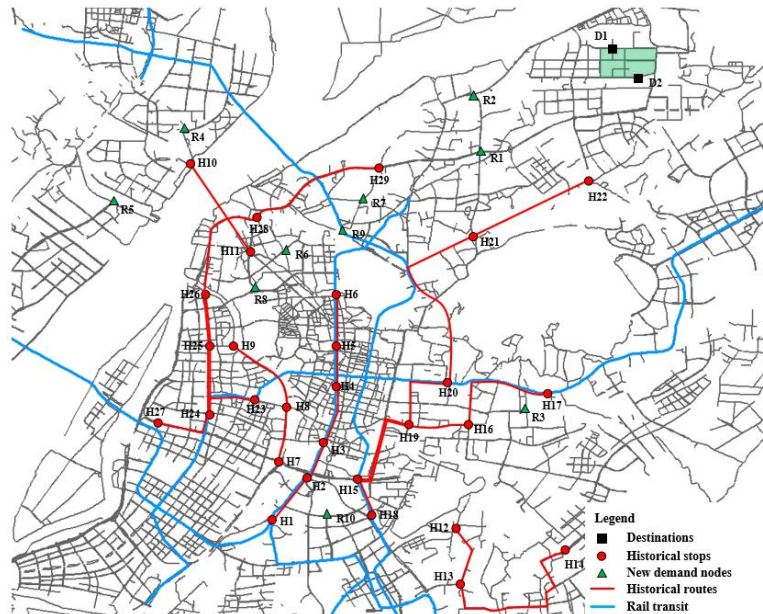 D1
D2
R2
R4
H10
R1
H29
H22
R5
R7
H28
R9
H21
H11
R6
R8
H26
H6
H25
H9
H5
H4
H20
H17
H23
H8
R3
H27
H24
H19
H16
H3
H7
H2
H15
H1
R10
H18
H12
H14
H13
Legend
Destinations
Historical stops
New demand nodes
Historical routes
Rail transit